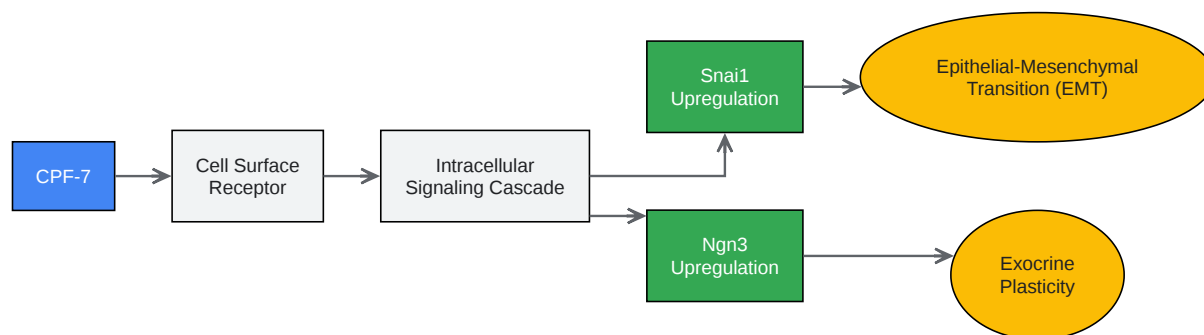 CPF-7
Cell Surface
Receptor
Intracellular
Signaling Cascade
Snai1
Upregulation
Epithelial-Mesenchymal
Transition (EMT)
Ngn3
Upregulation
Exocrine
Plasticity